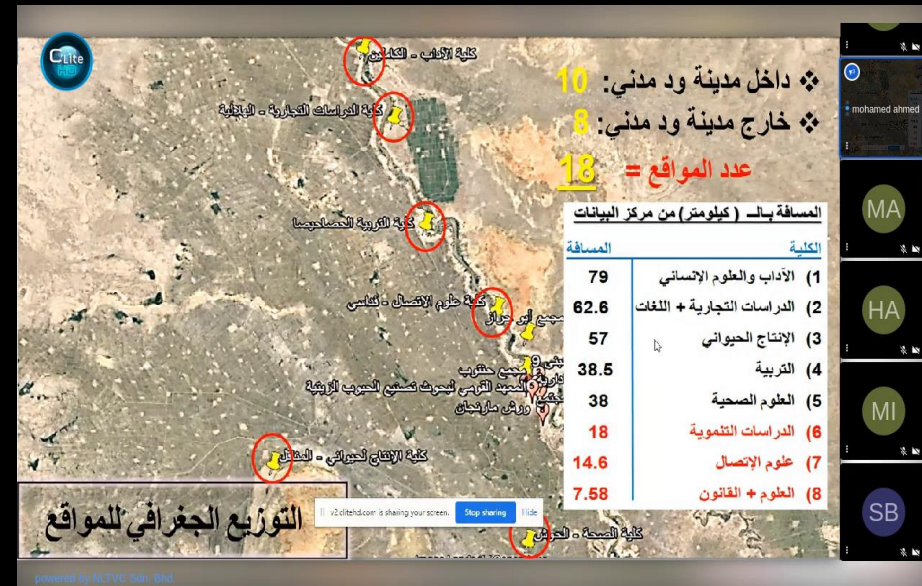 CLite
HD
كلية الآداب - الكاملين
كلية الدراسات التجارية - الهلالية
كلية التربية الحصاحيصا
كلية علوم الاتصال - فداسي
مجمع أبو حراز
مجمع حنتوب
المعهد القومي لبحوث تصنيع الحبوب الزيتية
ورش مارنجان
كلية الإنتاج لحيواني - المناقل
كلية الصحة - الحوش
❖ داخل مدينة ود مدني: 10
❖ خارج مدينة ود مدني: 8
عدد المواقع = 18
المسافة بالـ ( كيلومتر) من مركز البيانات
الكلية المسافة
1) الآداب والعلوم الإنساني 79
2) الدراسات التجارية + اللغات 62.6
3) الإنتاج الحيواني 57
4) التربية 38.5
5) العلوم الصحية 38
6) الدراسات التنموية 18
7) علوم الإتصال 14.6
8) العلوم + القانون 7.58
التوزيع الجغرافي للمواقع
v2.clitehd.com is sharing your screen. Stop sharing Hide
powered by NLTVC Sdn. Bhd.
mohamed ahmed
MA
HA
MI
SB